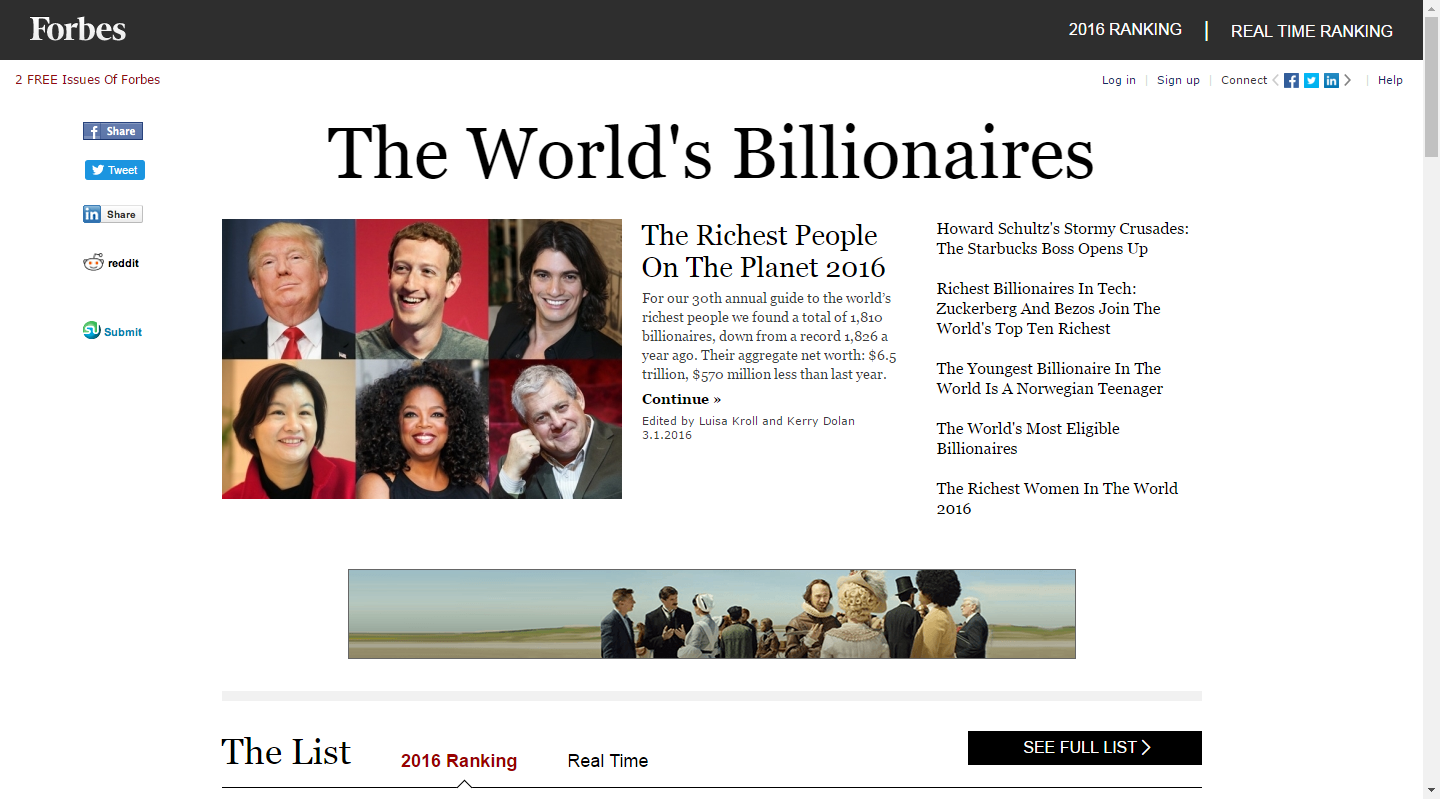 Forbes
2016 RANKING
REAL TIME RANKING
2 FREE Issues Of Forbes
Log in
Sign up
Connect
Help
Share
Tweet
Share
reddit
Submit
The World's Billionaires
The Richest People
On The Planet 2016
For our 30th annual guide to the world’s
richest people we found a total of 1,810
billionaires, down from a record 1,826 a
year ago. Their aggregate net worth: $6.5
trillion, $570 million less than last year.
Continue »
Edited by Luisa Kroll and Kerry Dolan
3.1.2016
Howard Schultz's Stormy Crusades:
The Starbucks Boss Opens Up
Richest Billionaires In Tech:
Zuckerberg And Bezos Join The
World's Top Ten Richest
The Youngest Billionaire In The
World Is A Norwegian Teenager
The World's Most Eligible
Billionaires
The Richest Women In The World
2016
The List
2016 Ranking
Real Time
SEE FULL LIST